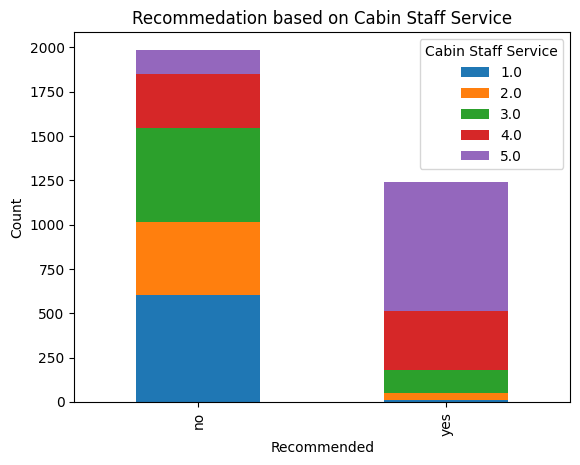 Recommedation based on Cabin Staff Service
Cabin Staff Service
1.0
2.0
3.0
4.0
5.0
Count
2000
1750
1500
1250
1000
750
500
250
0
no
yes
Recommended